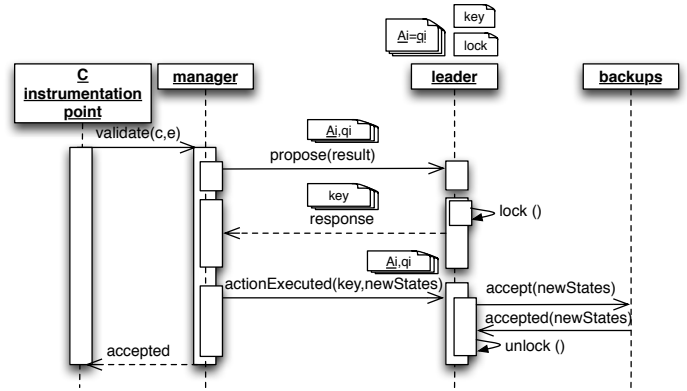 key
Ai=qi
lock
C
instrumentation
point
manager
leader
backups
validate(c,e)
Ai,qi
propose(result)
key
response
lock ()
Ai,qi
actionExecuted(key,newStates)
accept(newStates)
accepted(newStates)
unlock ()
accepted